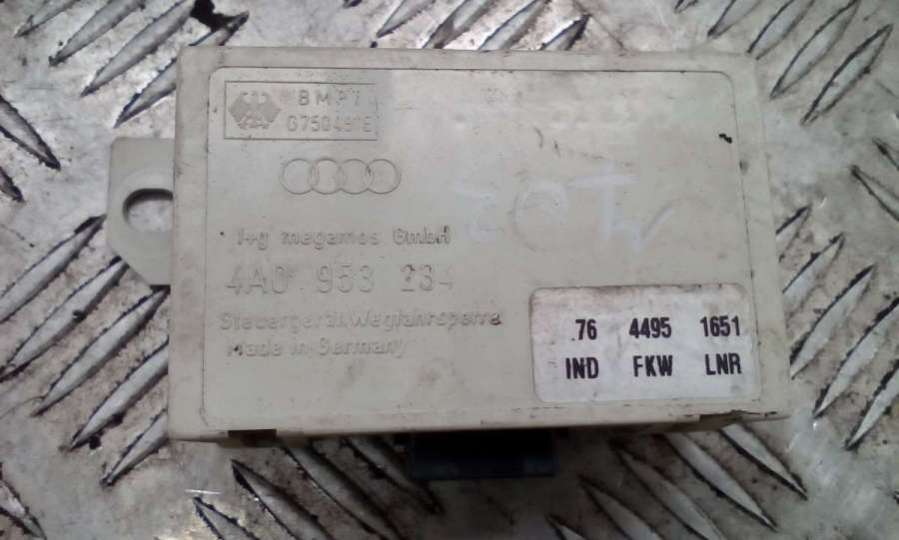 BMPT
G750491E
t+g megamos GmbH
4A0 953 234
Steuergerät Wegfahrsperre
Made in Germany
76 4495 1651
IND FKW LNR